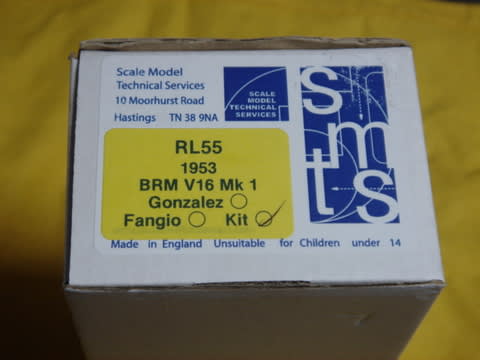 Scale Model
Technical Services
10 Moorhurst Road
Hastings TN 38 9NA
SCALE
MODEL
TECHNICAL
SERVICES
smts
RL55
1953
BRM V16 Mk 1
Gonzalez
Fangio Kit
Made in England Unsuitable for Children under 14